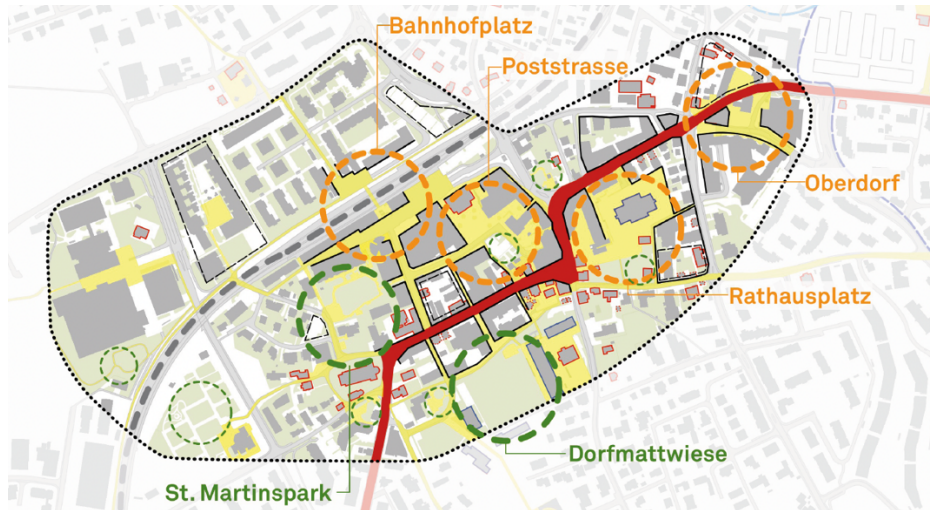 Bahnhofplatz
Poststrasse
Oberdorf
Rathausplatz
Dorfmattwiese
St. Martinspark